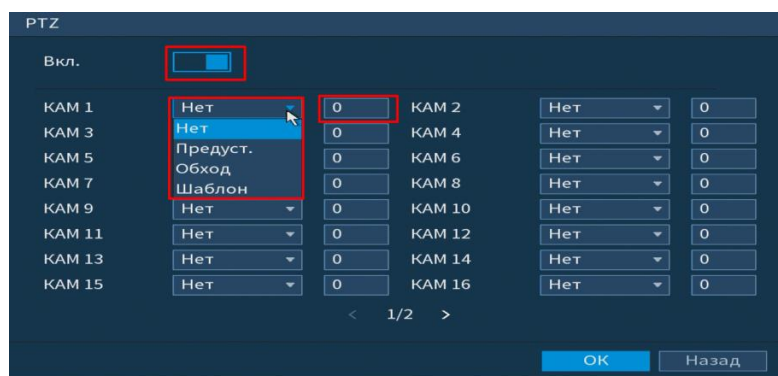 PTZ
Вкл.
КАМ 1 Нет 0 КАМ 2 Нет 0
КАМ 3 Нет 0 КАМ 4 Нет 0
Предуст.
КАМ 5 Обход 0 КАМ 6 Нет 0
КАМ 7 Шаблон 0 КАМ 8 Нет 0
КАМ 9 Нет 0 КАМ 10 Нет 0
КАМ 11 Нет 0 КАМ 12 Нет 0
КАМ 13 Нет 0 КАМ 14 Нет 0
КАМ 15 Нет 0 КАМ 16 Нет 0
< 1/2 >
ОК Назад